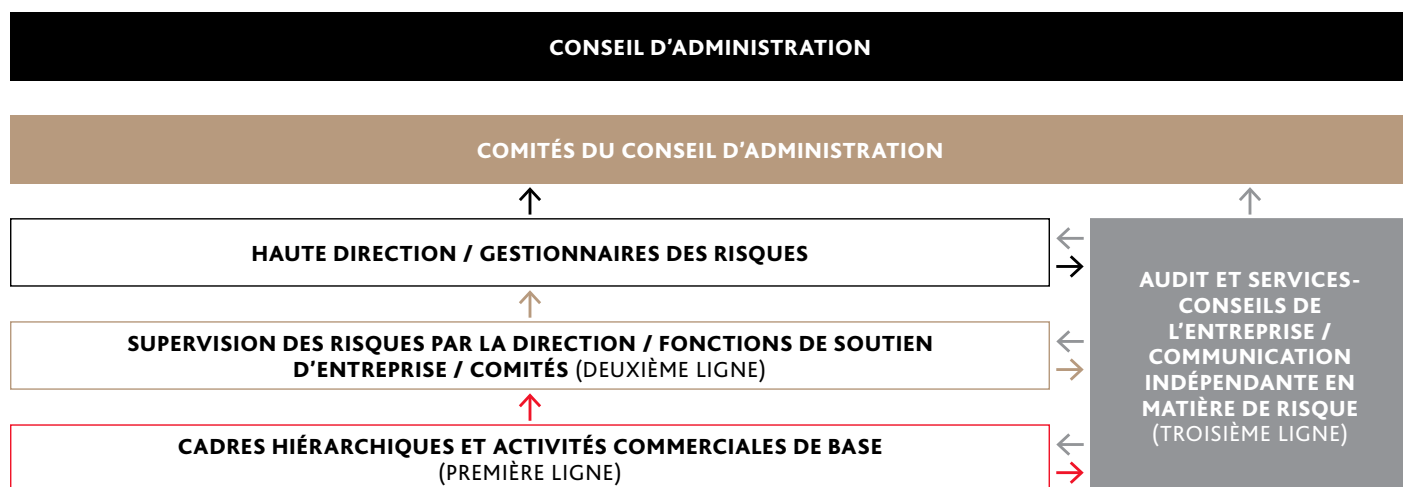 CONSEIL D'ADMINISTRATION
COMITÉS DU CONSEIL D'ADMINISTRATION
HAUTE DIRECTION / GESTIONNAIRES DES RISQUES
SUPERVISION DES RISQUES PAR LA DIRECTION / FONCTIONS DE SOUTIEN
D'ENTREPRISE / COMITÉS (DEUXIÈME LIGNE)
CADRES HIÉRARCHIQUES ET ACTIVITÉS COMMERCIALES DE BASE
(PREMIÈRE LIGNE)
AUDIT ET SERVICES-
CONSEILS DE
L'ENTREPRISE /
COMMUNICATION
INDÉPENDANTE EN
MATIÈRE DE RISQUE
(TROISIÈME LIGNE)